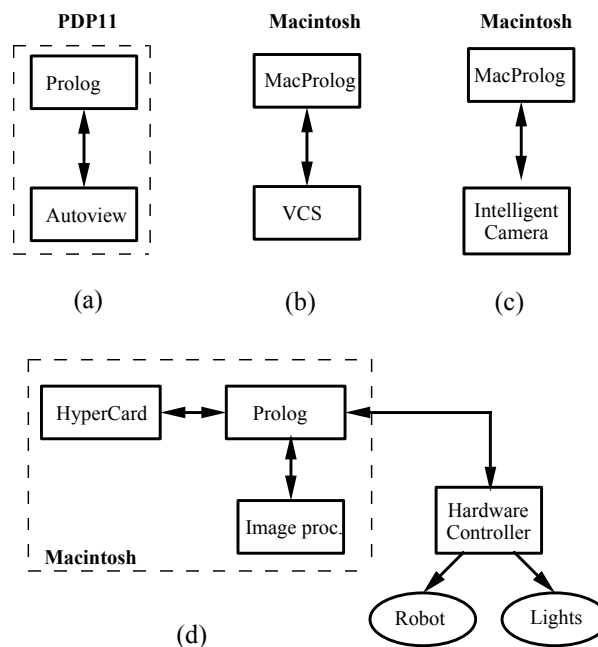 PDP11
Prolog
Autoview
(a)
Macintosh
MacProlog
VCS
(b)
Macintosh
MacProlog
Intelligent
Camera
(c)
HyperCard
Prolog
Image proc.
Macintosh
Hardware
Controller
Robot
Lights
(d)